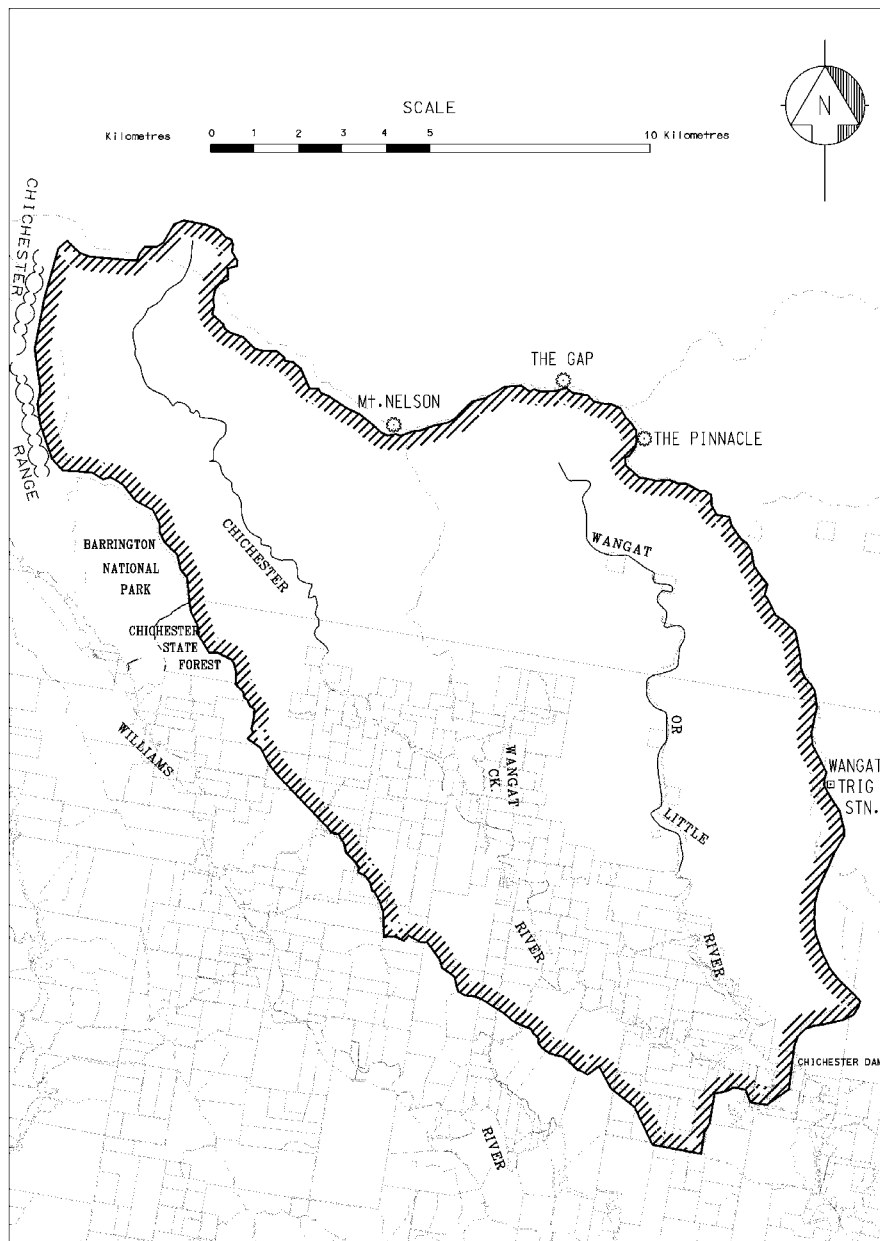 SCALE
Kilometres 0 1 2 3 4 5 10 Kilometres
N
CHICHESTER
RANGE
THE GAP
Mt.NELSON
THE PINNACLE
CHICHESTER
WANGAT
BARRINGTON
NATIONAL
PARK
CHICHESTER
STATE
FOREST
WILLIAMS
WANGAT
CK.
OR
LITTLE
WANGAT
TRIG
STN.
RIVER
RIVER
CHICHESTER DAM
RIVER